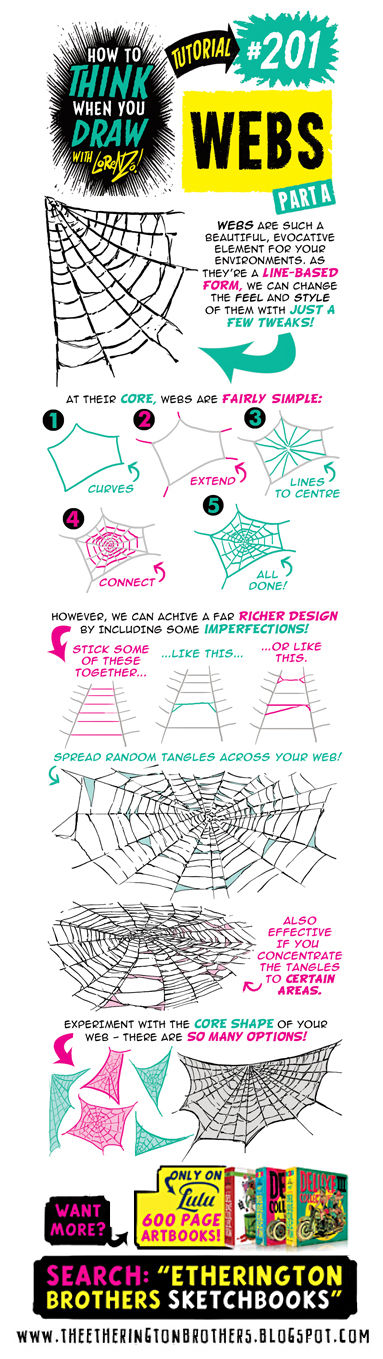 HOW TO
THINK
WHEN YOU
DRAW
WITH LORENZO!
TUTORIAL
#201
WEBS
PART A
WEBS ARE SUCH A
BEAUTIFUL, EVOCATIVE
ELEMENT FOR YOUR
ENVIRONMENTS. AS
THEY'RE A LINE-BASED
FORM, WE CAN CHANGE
THE FEEL AND STYLE
OF THEM WITH JUST A
FEW TWEAKS!
AT THEIR CORE, WEBS ARE FAIRLY SIMPLE:
1
CURVES
2
EXTEND
3
LINES
TO CENTRE
4
CONNECT
5
ALL
DONE!
HOWEVER, WE CAN ACHIVE A FAR RICHER DESIGN
BY INCLUDING SOME IMPERFECTIONS!
STICK SOME
OF THESE
TOGETHER...
...LIKE THIS...
...OR LIKE
THIS.
SPREAD RANDOM TANGLES ACROSS YOUR WEB!
ALSO
EFFECTIVE
IF YOU
CONCENTRATE
THE TANGLES
TO CERTAIN
AREAS.
EXPERIMENT WITH THE CORE SHAPE OF YOUR
WEB - THERE ARE SO MANY OPTIONS!
WANT
MORE?
ONLY ON
Lulu
600 PAGE
ARTBOOKS!
SEARCH: "ETHERINGTON
BROTHERS SKETCHBOOKS"
WWW.THEETHERINGTONBROTHERS.BLOGSPOT.COM